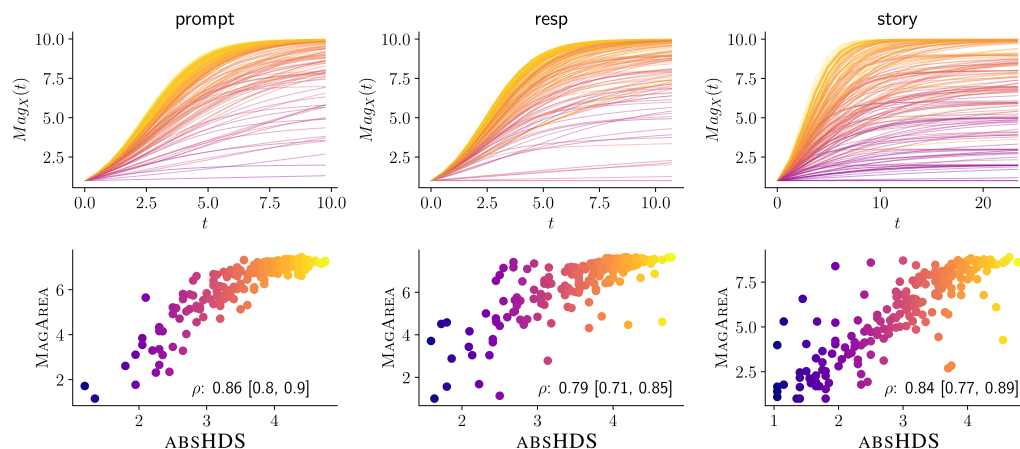 prompt
resp
story
Mag_X(t)
10.0
7.5
5.0
2.5
0.0 2.5 5.0 7.5 10.0
t
Mag_X(t)
10.0
7.5
5.0
2.5
0.0 2.5 5.0 7.5 10.0
t
Mag_X(t)
10.0
7.5
5.0
2.5
0 10 20
t
MAGAREA
6
4
2
ρ: 0.86 [0.8, 0.9]
2 3 4
ABSHDS
MAGAREA
6
4
2
ρ: 0.79 [0.71, 0.85]
2 3 4
ABSHDS
MAGAREA
7.5
5.0
2.5
ρ: 0.84 [0.77, 0.89]
1 2 3 4
ABSHDS